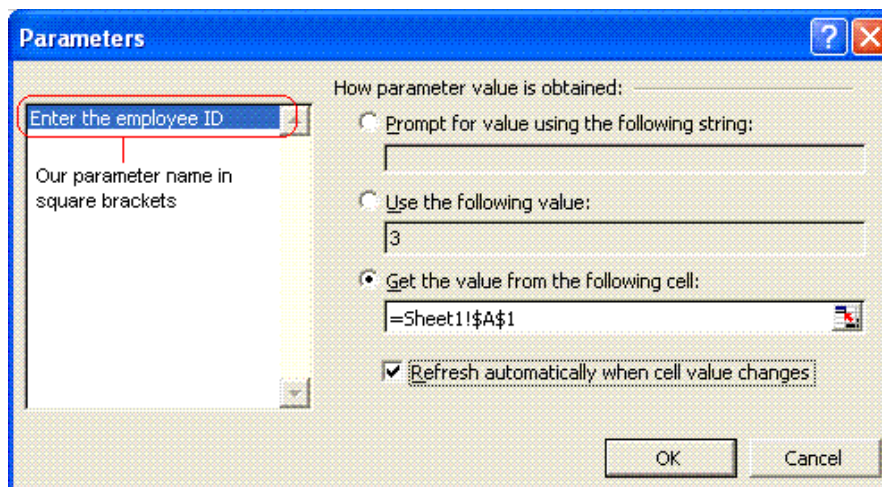 Parameters
How parameter value is obtained:
Enter the employee ID
Our parameter name in
square brackets
Prompt for value using the following string:
Use the following value:
3
Get the value from the following cell:
=Sheet1!$A$1
Refresh automatically when cell value changes
OK
Cancel